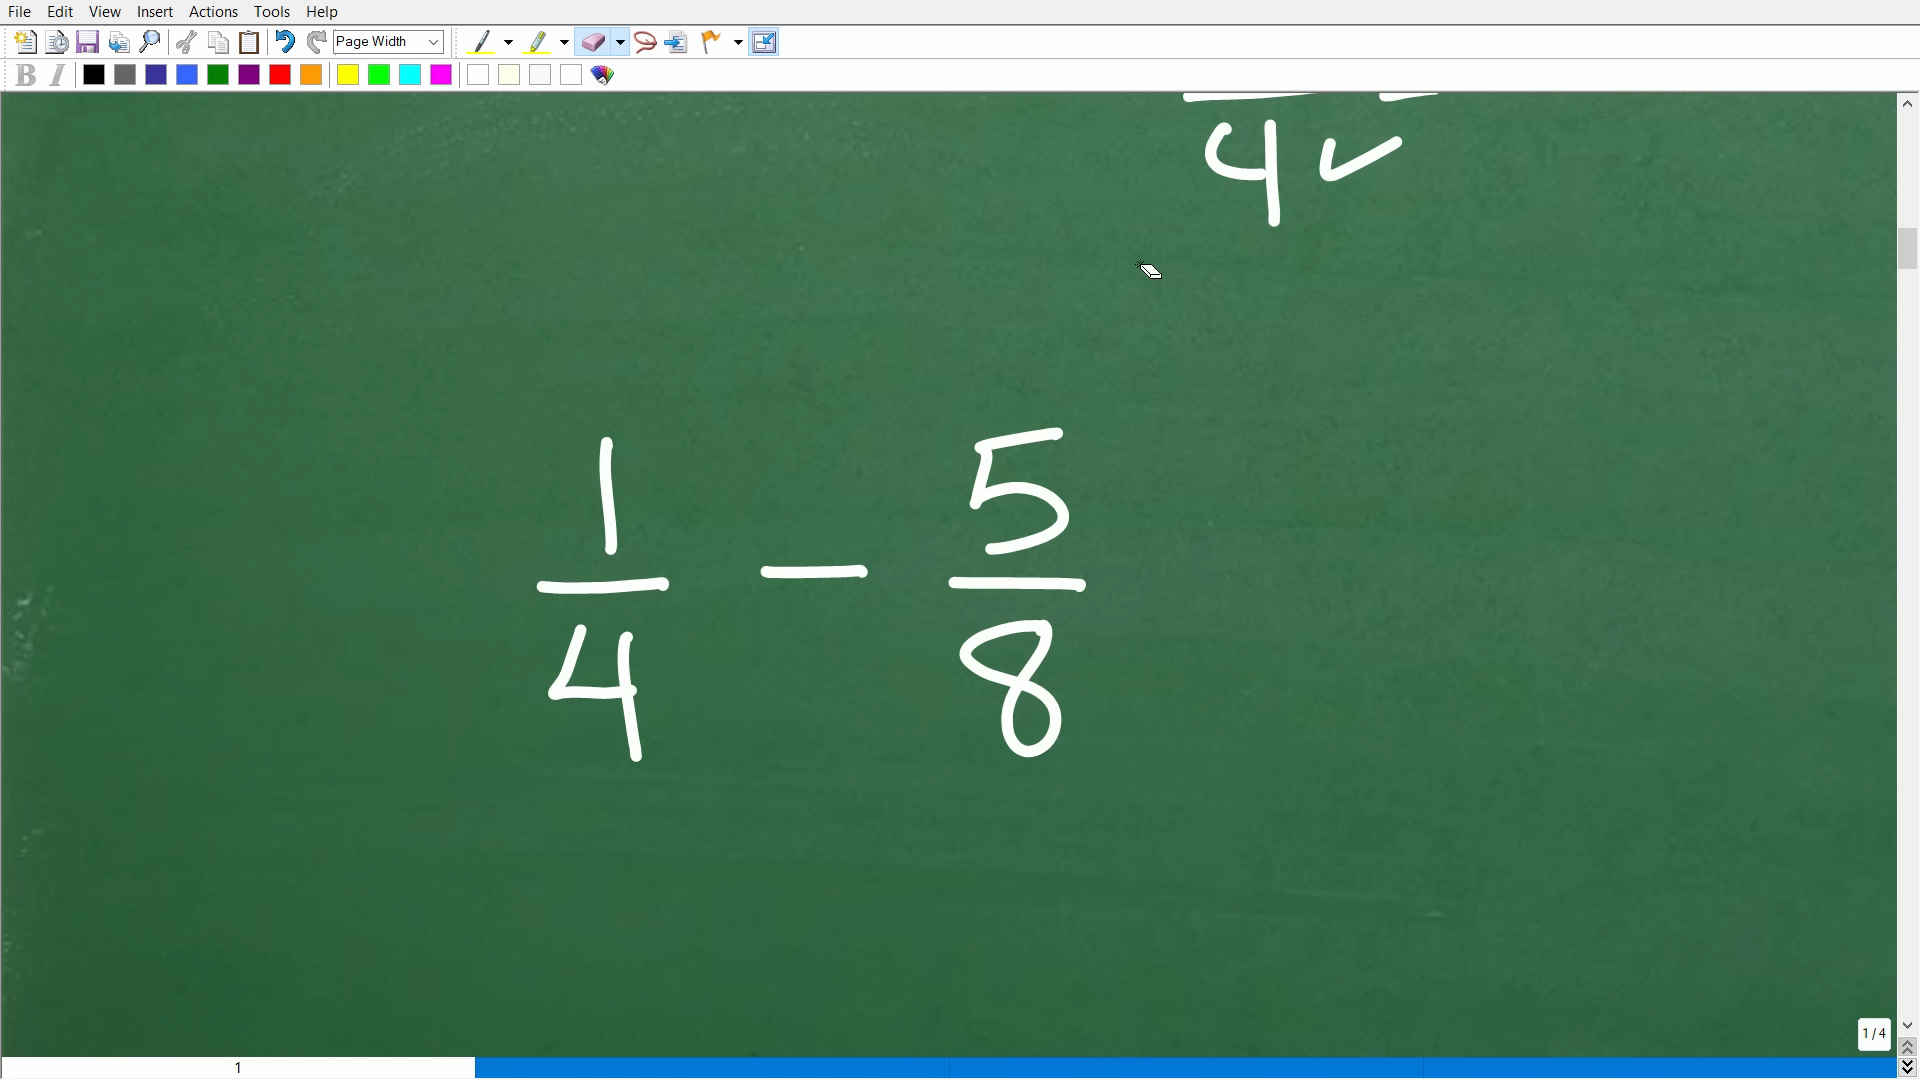 File Edit View Insert Actions Tools Help
Page Width
B I
4 ✓
1/4 − 5/8
1 / 4
1